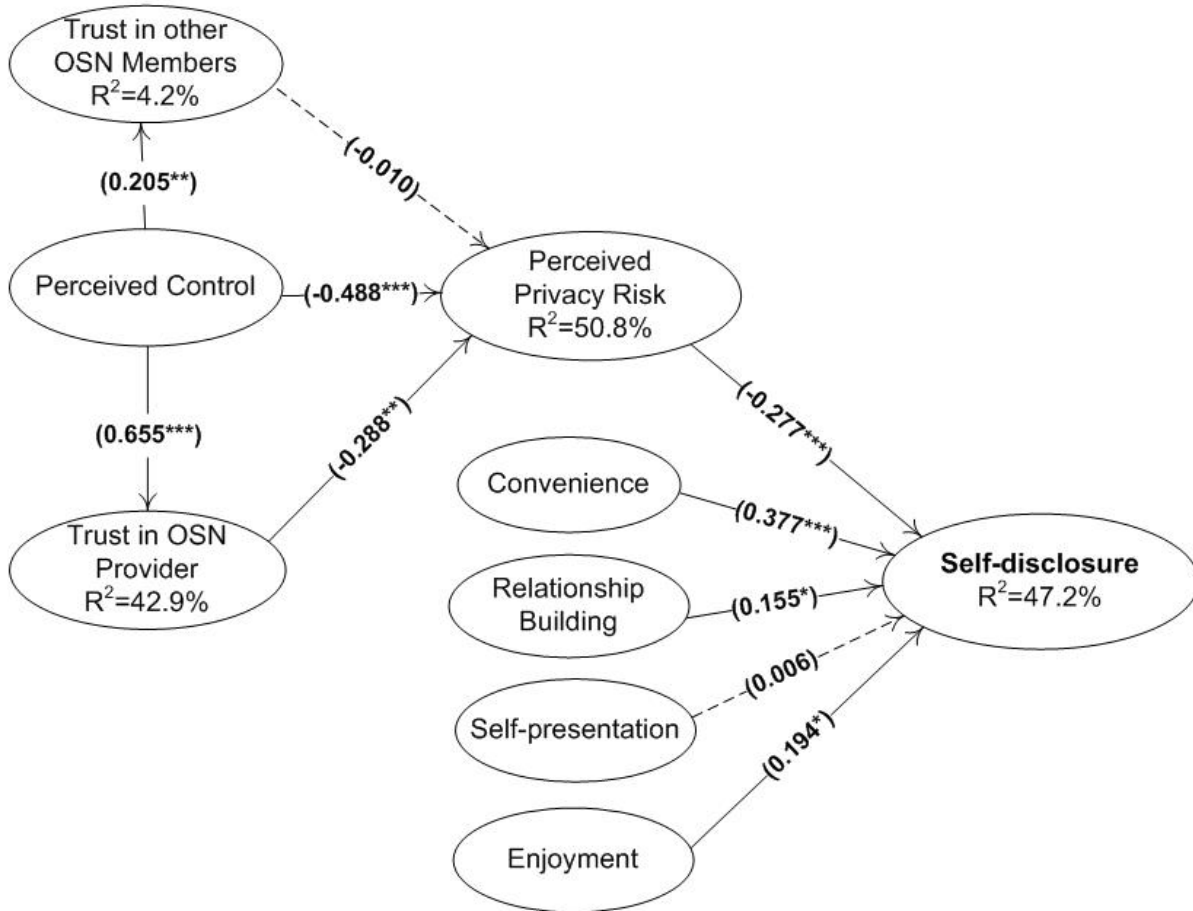 Trust in other
OSN Members
R²=4.2%
(0.205**)
(-0.010)
Perceived Control
(-0.488***)
Perceived
Privacy Risk
R²=50.8%
(0.655***)
(-0.288**)
(-0.277***)
Trust in OSN
Provider
R²=42.9%
Convenience
(0.377***)
Relationship
Building
(0.155*)
Self-disclosure
R²=47.2%
Self-presentation
(0.006)
Enjoyment
(0.194*)